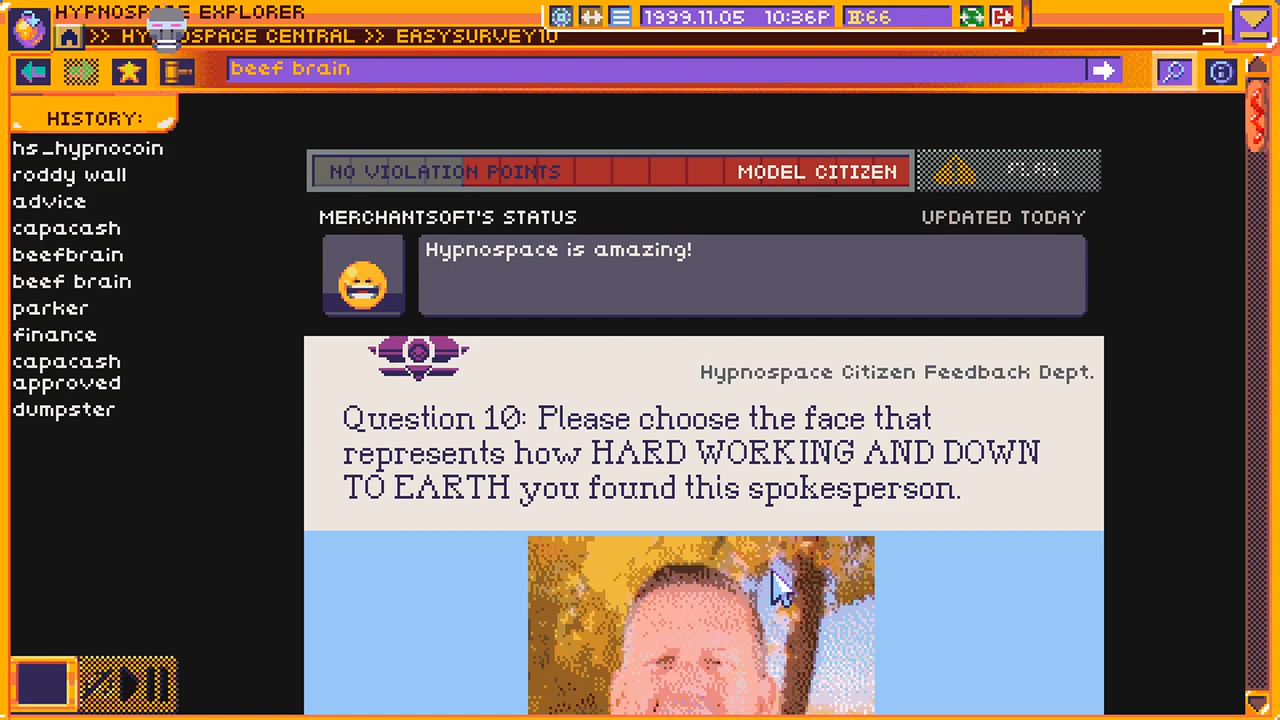 HYPNOSPACE EXPLORER
1999.11.05 10:36P
66
>> HYPNOSPACE CENTRAL >> EASYSURVEY10
beef brain
HISTORY:
hs_hypnocoin
roddy wall
advice
capacash
beefbrain
beef brain
parker
finance
capacash
approved
dumpster
NO VIOLATION POINTS
MODEL CITIZEN
MERCHANTSOFT'S STATUS
UPDATED TODAY
Hypnospace is amazing!
Hypnospace Citizen Feedback Dept.
Question 10: Please choose the face that
represents how HARD WORKING AND DOWN
TO EARTH you found this spokesperson.